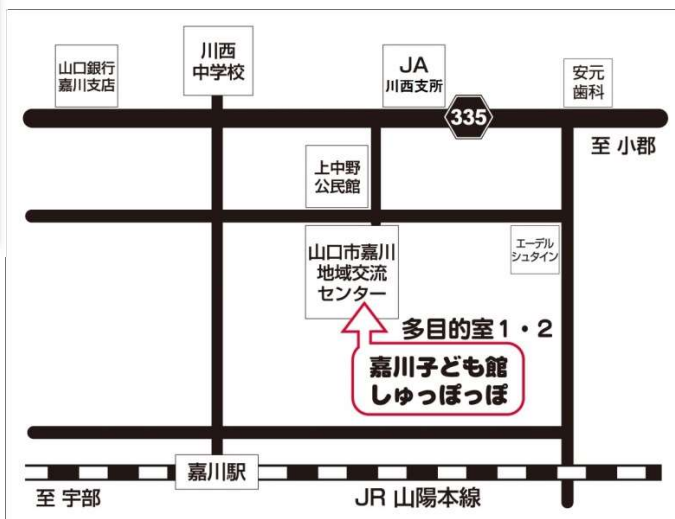 川西
中学校
山口銀行
嘉川支店
JA
川西支所
安元
歯科
335
至 小郡
上中野
公民館
山口市嘉川
地域交流
センター
エーデル
シュタイン
多目的室1・2
嘉川子ども館
しゅっぽっぽ
嘉川駅
至 宇部
JR 山陽本線